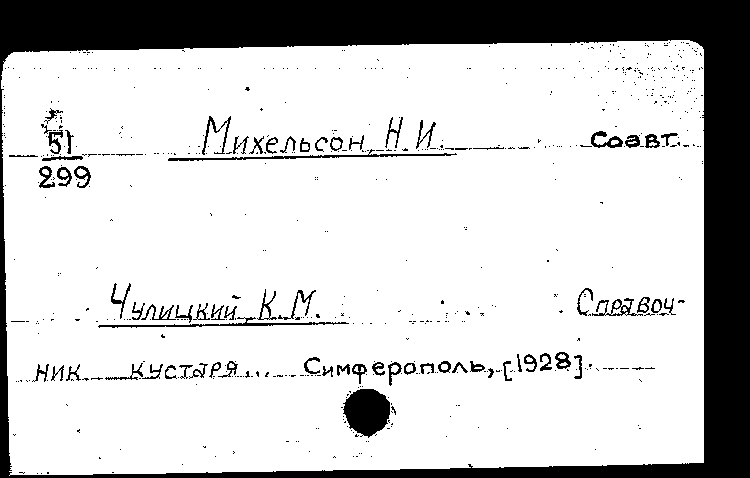 51 Михельсон, Н. И. Соавт.
299
Чулицкий, К. М. Справоч-
ник кустаря... Симферополь, [1928].